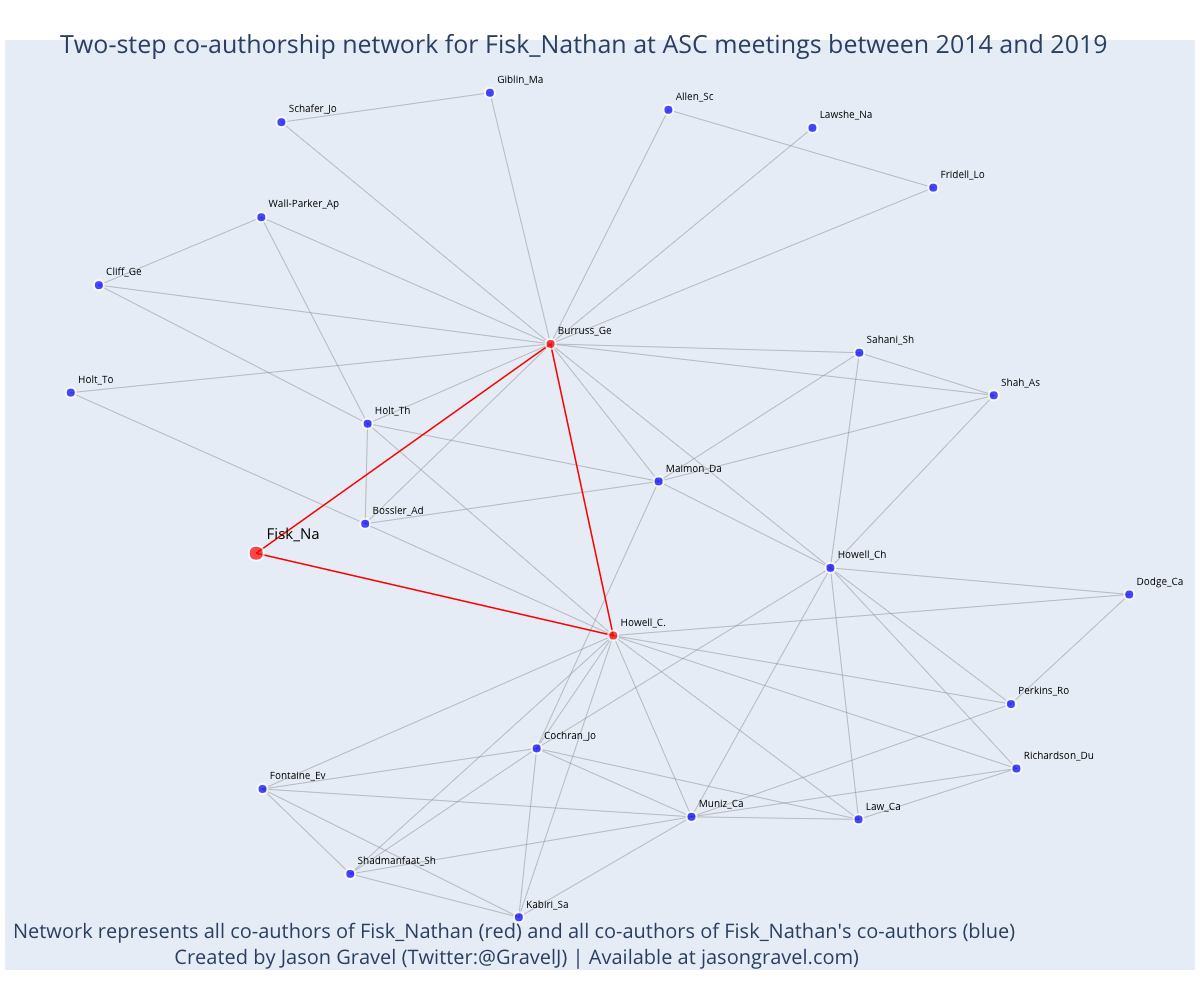 Two-step co-authorship network for Fisk_Nathan at ASC meetings between 2014 and 2019
Giblin_Ma
Allen_Sc
Schafer_Jo
Lawshe_Na
Fridell_Lo
Wall-Parker_Ap
Cliff_Ge
Burruss_Ge
Sahani_Sh
Holt_To
Shah_As
Holt_Th
Maimon_Da
Bossler_Ad
Fisk_Na
Howell_Ch
Dodge_Ca
Howell_C.
Perkins_Ro
Cochran_Jo
Richardson_Du
Fontaine_Ev
Muniz_Ca
Law_Ca
Shadmanfaat_Sh
Kabiri_Sa
Network represents all co-authors of Fisk_Nathan (red) and all co-authors of Fisk_Nathan's co-authors (blue)
Created by Jason Gravel (Twitter:@GravelJ) | Available at jasongravel.com)